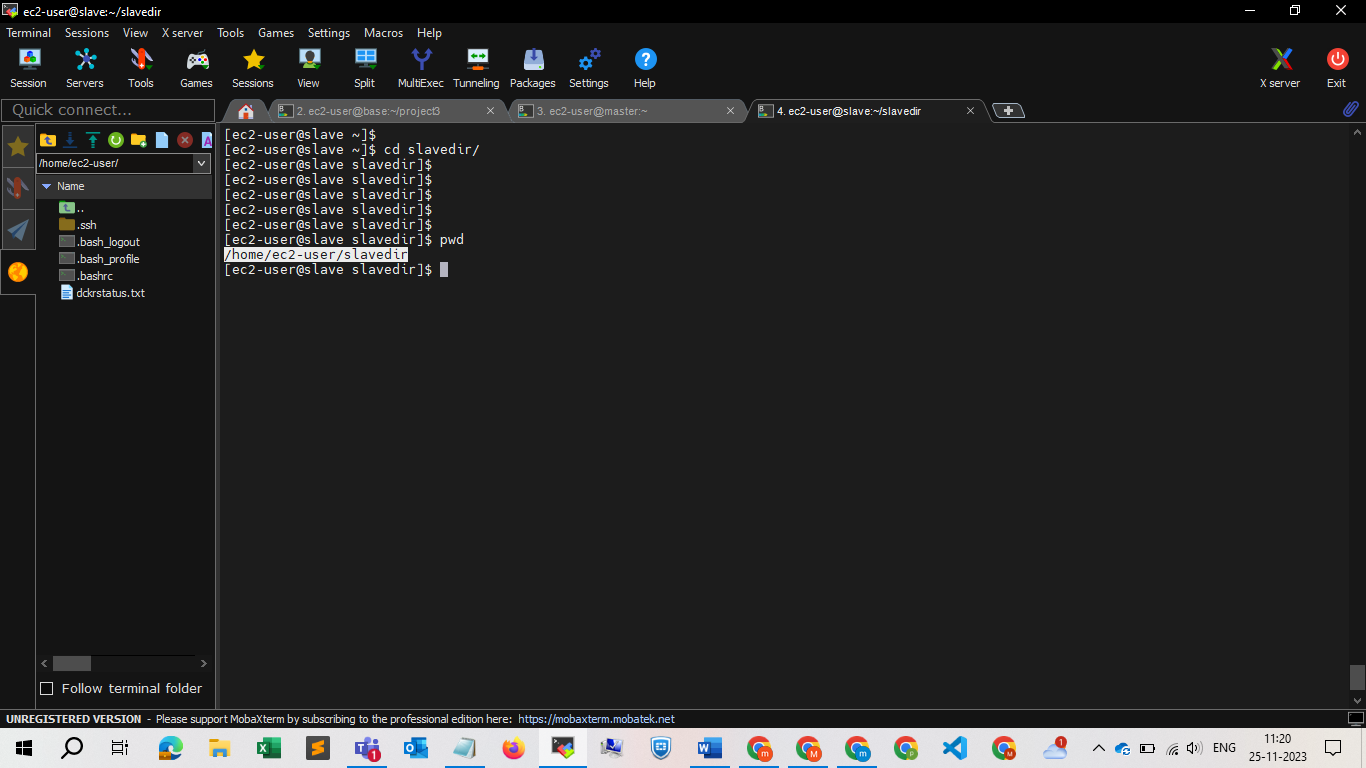 ec2-user@slave:~/slavedir
Terminal Sessions View X server Tools Games Settings Macros Help
Session Servers Tools Games Sessions View Split MultiExec Tunneling Packages Settings Help X server Exit
Quick connect...
2. ec2-user@base:~/project3
3. ec2-user@master:~
4. ec2-user@slave:~/slavedir
/home/ec2-user/
Name
..
.ssh
.bash_logout
.bash_profile
.bashrc
dckrstatus.txt
Follow terminal folder
[ec2-user@slave ~]$
[ec2-user@slave ~]$ cd slavedir/
[ec2-user@slave slavedir]$
[ec2-user@slave slavedir]$
[ec2-user@slave slavedir]$
[ec2-user@slave slavedir]$
[ec2-user@slave slavedir]$
[ec2-user@slave slavedir]$ pwd
/home/ec2-user/slavedir
[ec2-user@slave slavedir]$
UNREGISTERED VERSION - Please support MobaXterm by subscribing to the professional edition here: https://mobaxterm.mobatek.net
ENG
11:20
25-11-2023